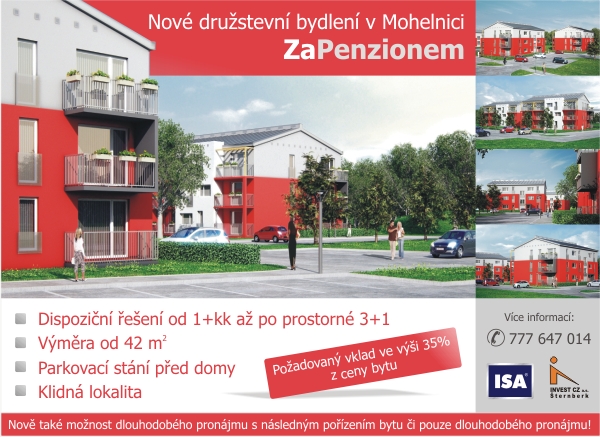 Nové družstevní bydlení v Mohelnici
ZaPenzionem
Dispoziční řešení od 1+kk až po prostorné 3+1
Výměra od 42 m²
Parkovací stání před domy
Klidná lokalita
Požadovaný vklad ve výši 35%
z ceny bytu
Více informací:
777 647 014
ISA®
INVEST CZ a.s.
Šternberk
Nově také možnost dlouhodobého pronájmu s následným pořízením bytu či pouze dlouhodobého pronájmu!